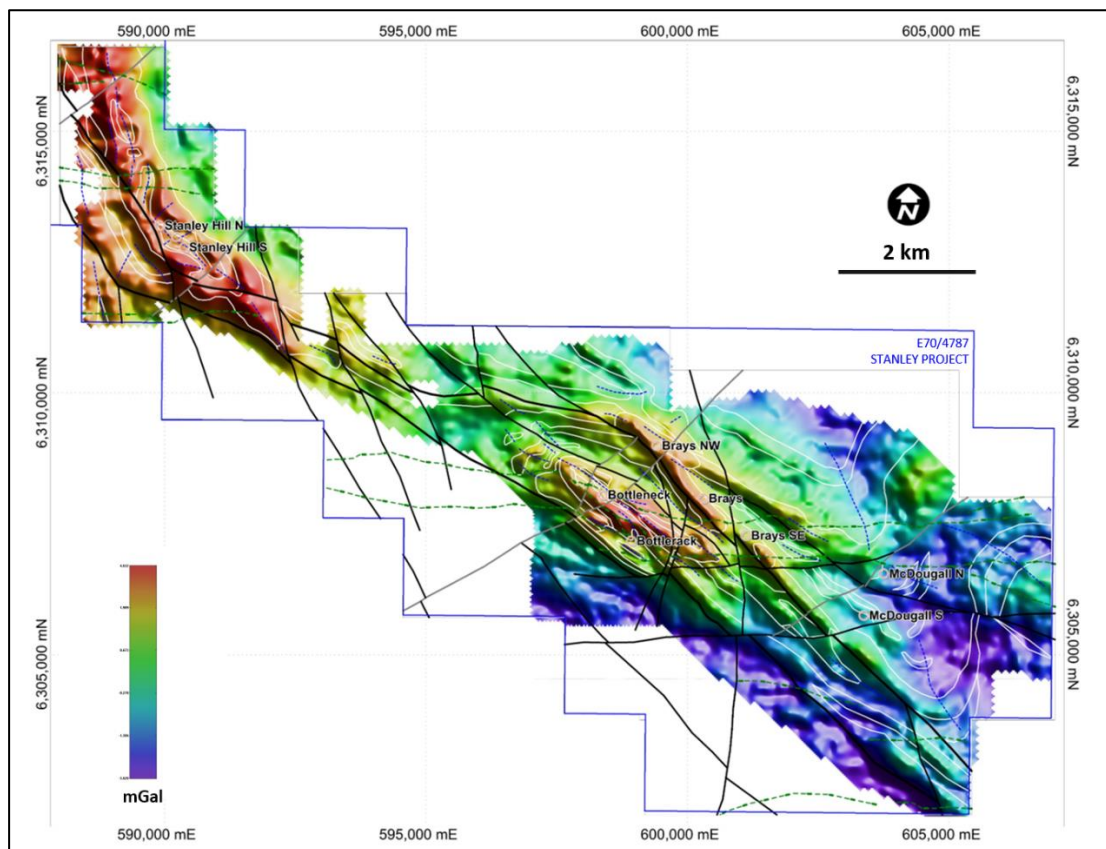 590,000 mE
595,000 mE
600,000 mE
605,000 mE
6,315,000 mN
6,315,000 mN
N
2 km
Stanley Hill N
Stanley Hill S
E70/4787
STANLEY PROJECT
6,310,000 mN
6,310,000 mN
Brays NW
Bottleneck
Brays
Brays SE
Bottlerack
McDougall N
McDougall S
6,305,000 mN
6,305,000 mN
mGal
590,000 mE
595,000 mE
600,000 mE
605,000 mE